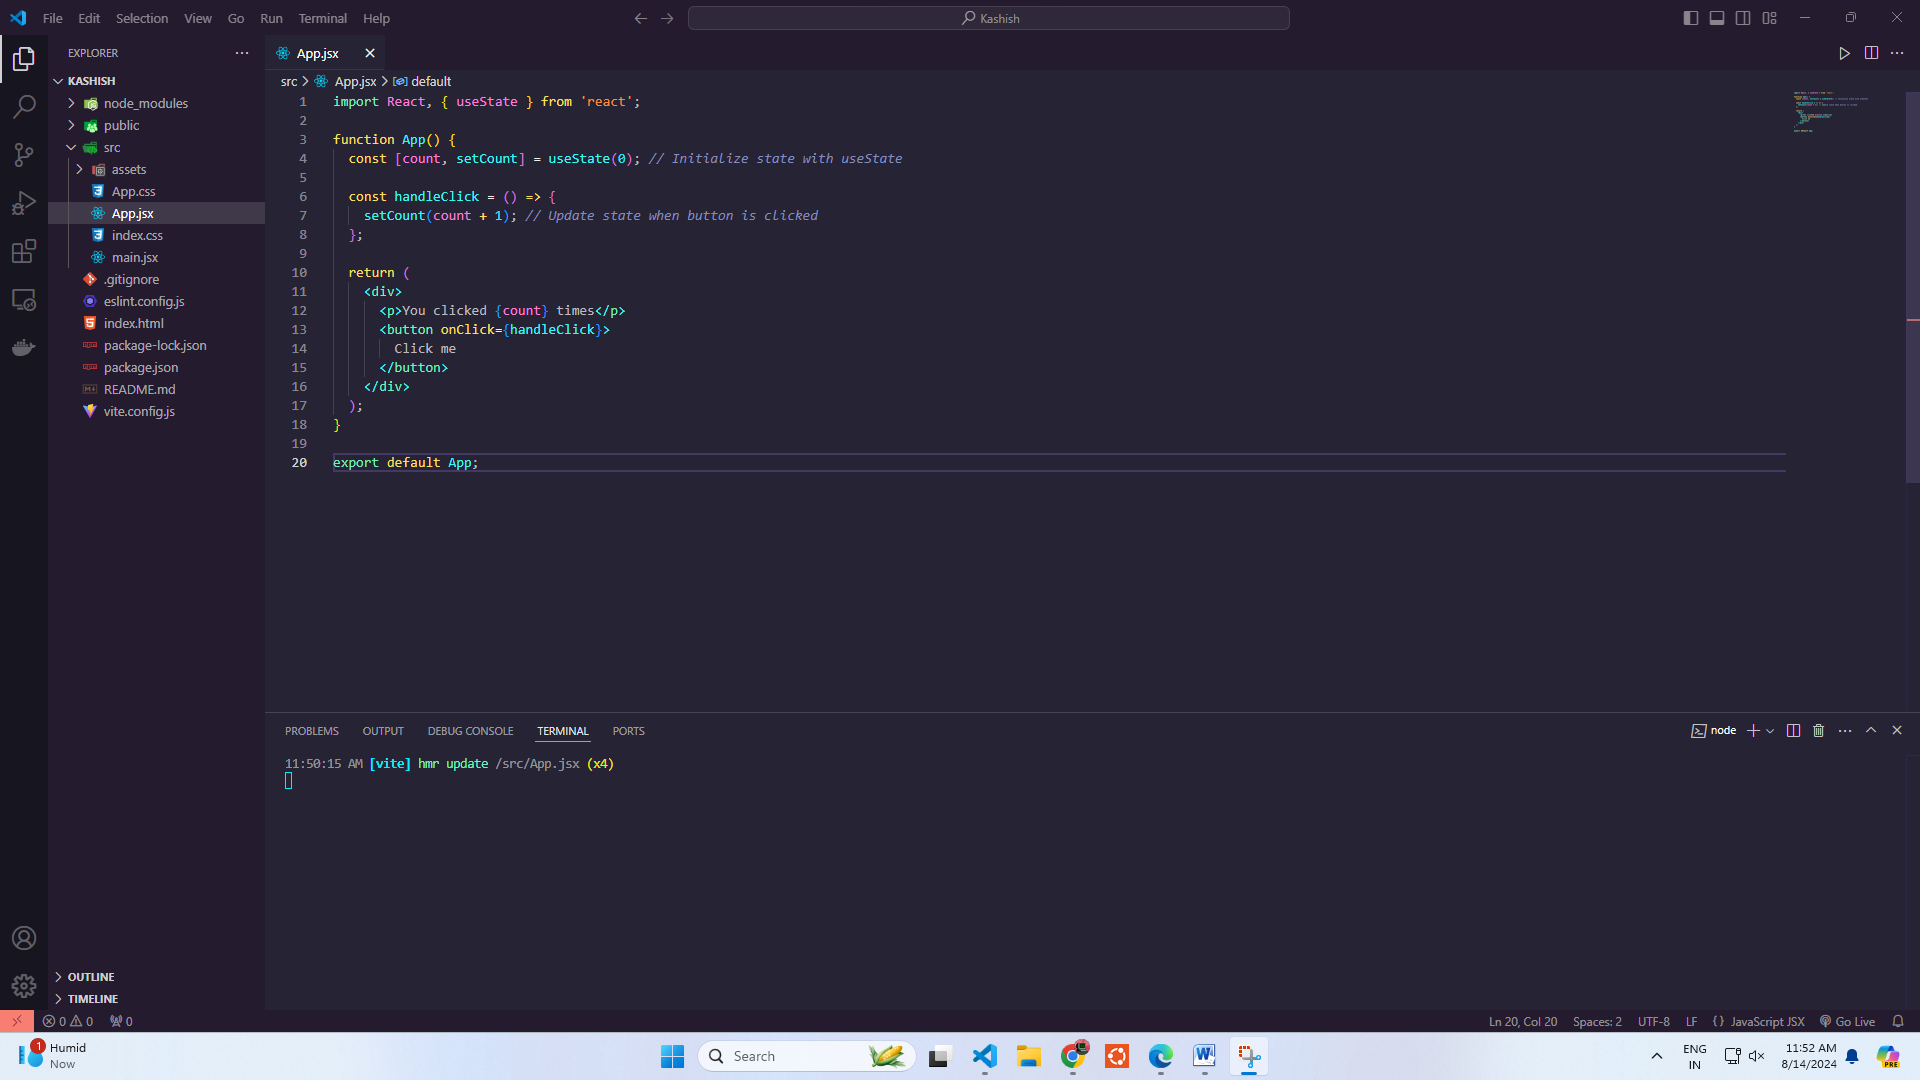 File Edit Selection View Go Run Terminal Help
Kashish
EXPLORER
KASHISH
node_modules
public
src
assets
App.css
App.jsx
index.css
main.jsx
.gitignore
eslint.config.js
index.html
package-lock.json
package.json
README.md
vite.config.js
OUTLINE
TIMELINE
App.jsx
src > App.jsx > default
1 import React, { useState } from 'react';
2
3 function App() {
4 const [count, setCount] = useState(0); // Initialize state with useState
5
6 const handleClick = () => {
7 setCount(count + 1); // Update state when button is clicked
8 };
9
10 return (
11 <div>
12 <p>You clicked {count} times</p>
13 <button onClick={handleClick}>
14 Click me
15 </button>
16 </div>
17 );
18 }
19
20 export default App;
PROBLEMS OUTPUT DEBUG CONSOLE TERMINAL PORTS
node
11:50:15 AM [vite] hmr update /src/App.jsx (x4)
0 0 0
Ln 20, Col 20 Spaces: 2 UTF-8 LF {} JavaScript JSX Go Live
1
Humid
Now
Search
ENG
IN
11:52 AM
8/14/2024
PRE